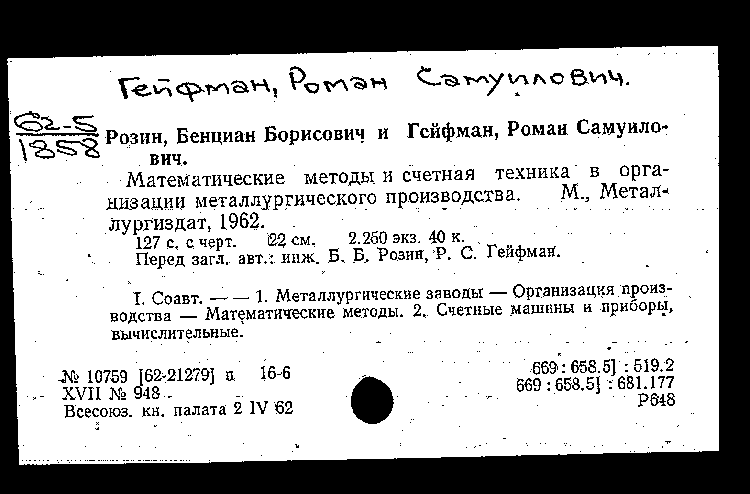 Гейфман, Роман Самуилович.
62-5
1858
Розин, Бенциан Борисович и Гейфман, Роман Самуило-
вич.
Математические методы и счетная техника в орга-
низации металлургического производства. М., Метал-
лургиздат, 1962.
127 с. с черт. 22 см. 2.250 экз. 40 к.
Перед загл. авт.: инж. Б. Б. Розин, Р. С. Гейфман.
I. Соавт. — — 1. Металлургические заводы — Организация произ-
водства — Математические методы. 2. Счетные машины и приборы,
вычислительные.
№ 10759 [62-21279] п 16-6
XVII № 948
Всесоюз. кн. палата 2 IV 62
669 : 658.5] : 519.2
669 : 658.5] : 681.177
Р648